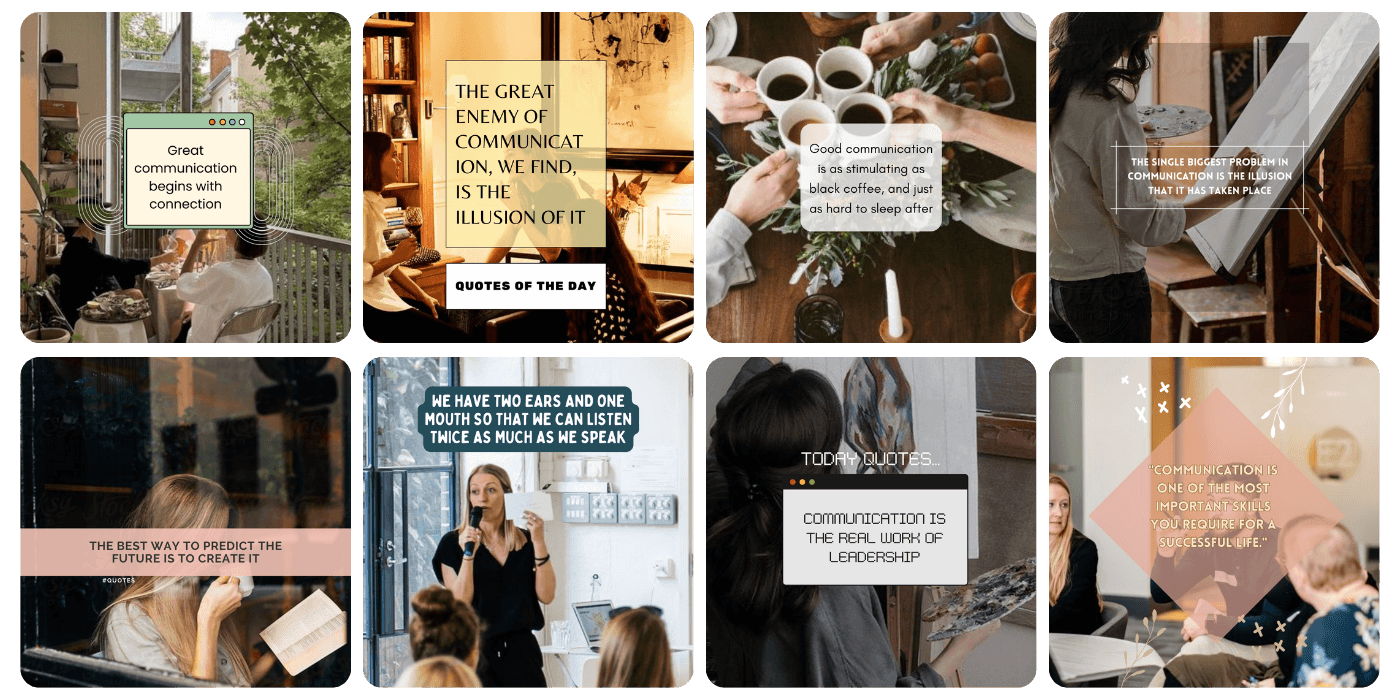 Great
communication
begins with
connection
THE GREAT
ENEMY OF
COMMUNICAT
ION, WE FIND,
IS THE
ILLUSION OF IT
QUOTES OF THE DAY
Good communication
is as stimulating as
black coffee, and just
as hard to sleep after
THE SINGLE BIGGEST PROBLEM IN
COMMUNICATION IS THE ILLUSION
THAT IT HAS TAKEN PLACE
THE BEST WAY TO PREDICT THE
FUTURE IS TO CREATE IT
#QUOTES
WE HAVE TWO EARS AND ONE
MOUTH SO THAT WE CAN LISTEN
TWICE AS MUCH AS WE SPEAK
TODAY QUOTES...
COMMUNICATION IS
THE REAL WORK OF
LEADERSHIP
"COMMUNICATION IS
ONE OF THE MOST
IMPORTANT SKILLS
YOU REQUIRE FOR A
SUCCESSFUL LIFE."